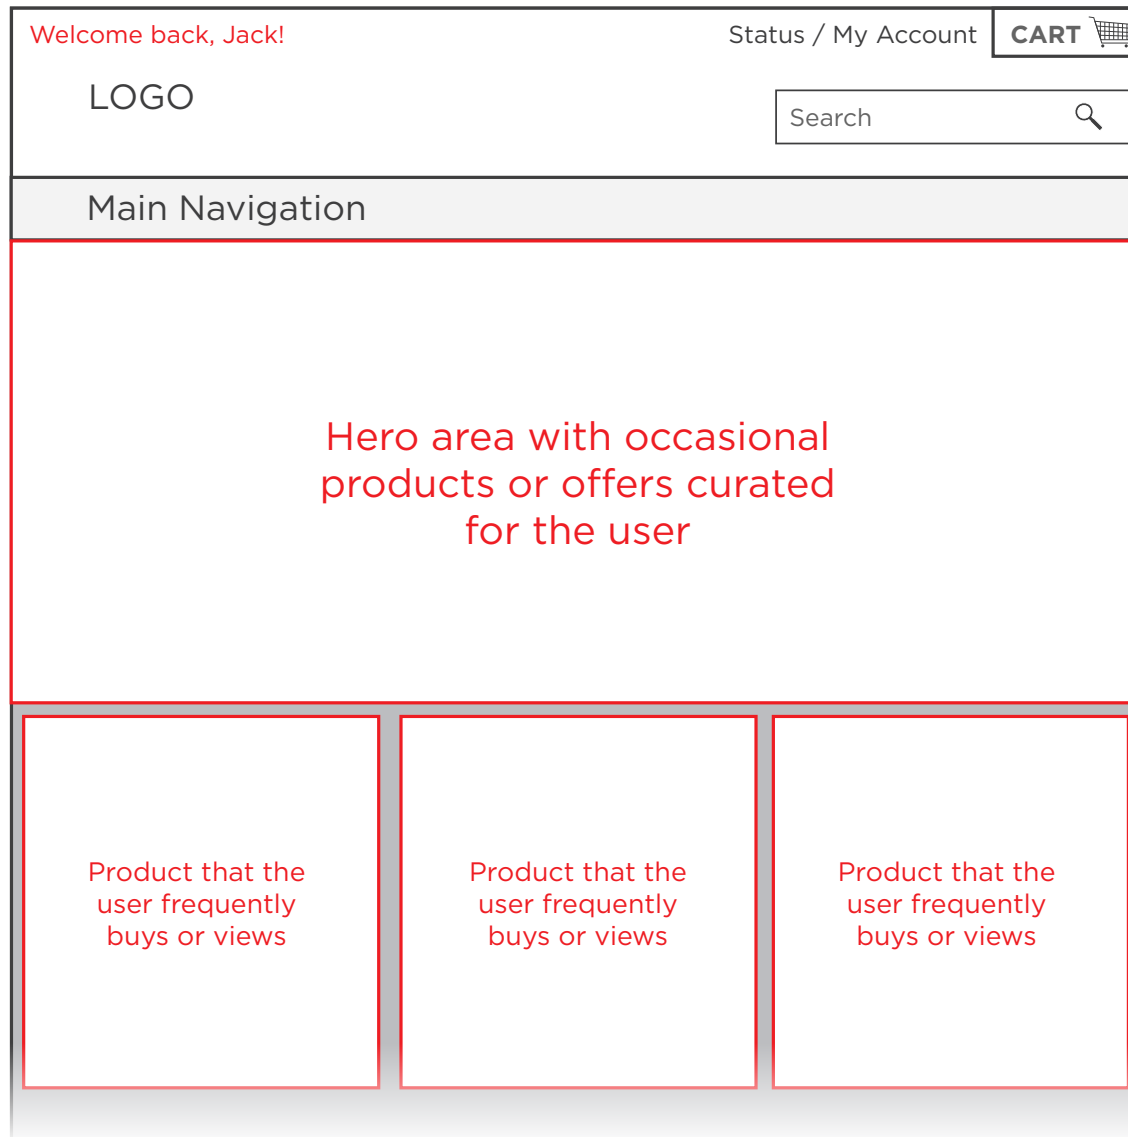 Welcome back, Jack!
Status / My Account
CART
LOGO
Search
Main Navigation
Hero area with occasional
products or offers curated
for the user
Product that the
user frequently
buys or views
Product that the
user frequently
buys or views
Product that the
user frequently
buys or views